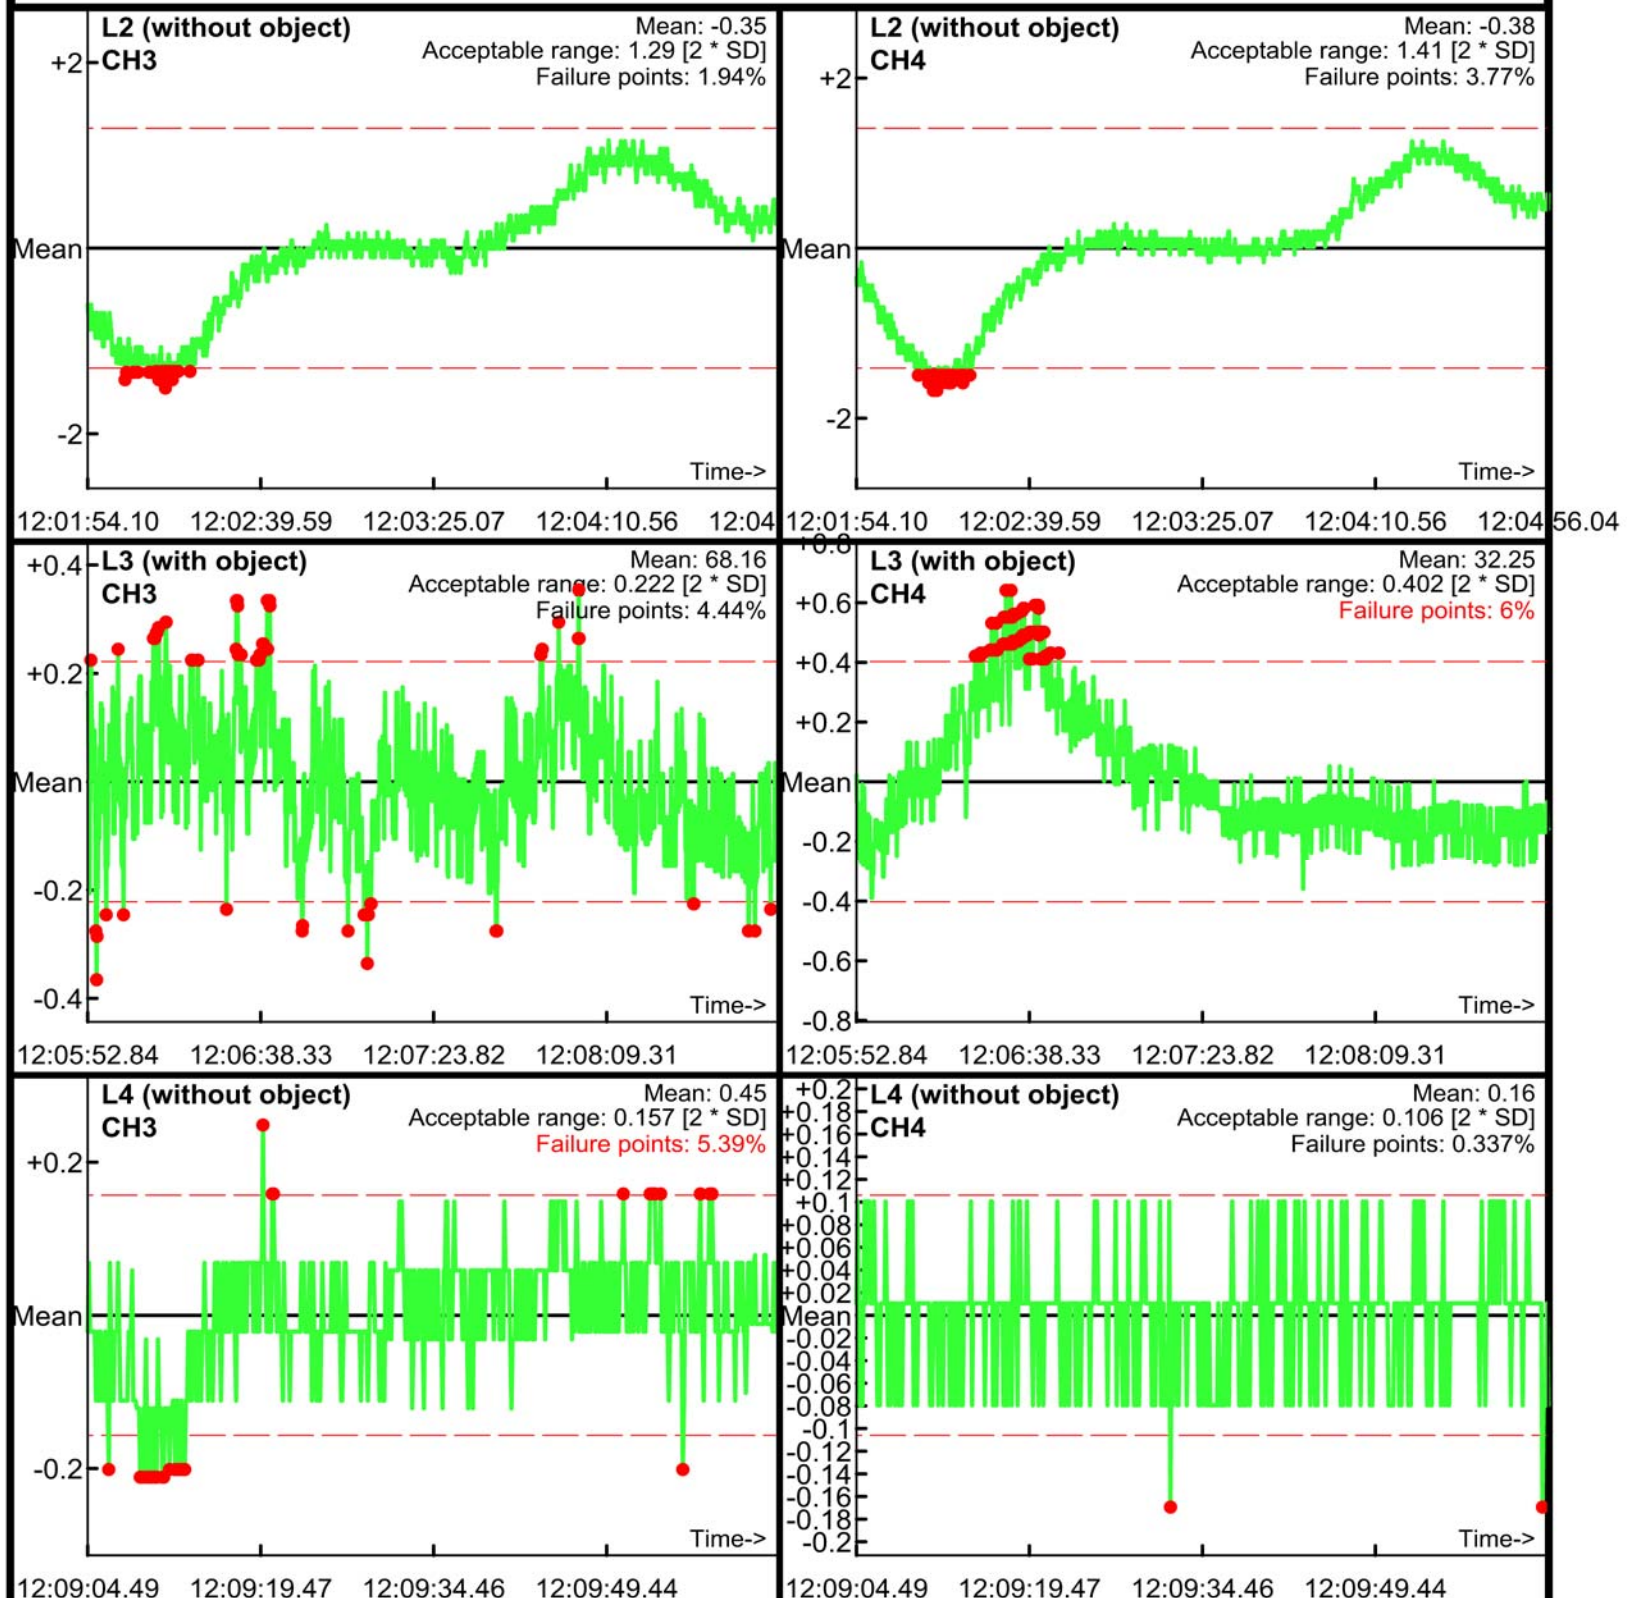 L2 (without object)
CH3
Mean: -0.35
Acceptable range: 1.29 [2 * SD]
Failure points: 1.94%
+2
Mean
-2
Time->
12:01:54.10 12:02:39.59 12:03:25.07 12:04:10.56 12:04
L2 (without object)
CH4
Mean: -0.38
Acceptable range: 1.41 [2 * SD]
Failure points: 3.77%
+2
Mean
-2
Time->
12:01:54.10 12:02:39.59 12:03:25.07 12:04:10.56 12:04:56.04
L3 (with object)
CH3
Mean: 68.16
Acceptable range: 0.222 [2 * SD]
Failure points: 4.44%
+0.4
+0.2
Mean
-0.2
-0.4
Time->
12:05:52.84 12:06:38.33 12:07:23.82 12:08:09.31
L3 (with object)
CH4
Mean: 32.25
Acceptable range: 0.402 [2 * SD]
Failure points: 6%
+0.8
+0.6
+0.4
+0.2
Mean
-0.2
-0.4
-0.6
-0.8
Time->
12:05:52.84 12:06:38.33 12:07:23.82 12:08:09.31
L4 (without object)
CH3
Mean: 0.45
Acceptable range: 0.157 [2 * SD]
Failure points: 5.39%
+0.2
Mean
-0.2
Time->
12:09:04.49 12:09:19.47 12:09:34.46 12:09:49.44
L4 (without object)
CH4
Mean: 0.16
Acceptable range: 0.106 [2 * SD]
Failure points: 0.337%
+0.2
+0.18
+0.16
+0.14
+0.12
+0.1
+0.08
+0.06
+0.04
+0.02
Mean
-0.02
-0.04
-0.06
-0.08
-0.1
-0.12
-0.14
-0.16
-0.18
-0.2
Time->
12:09:04.49 12:09:19.47 12:09:34.46 12:09:49.44